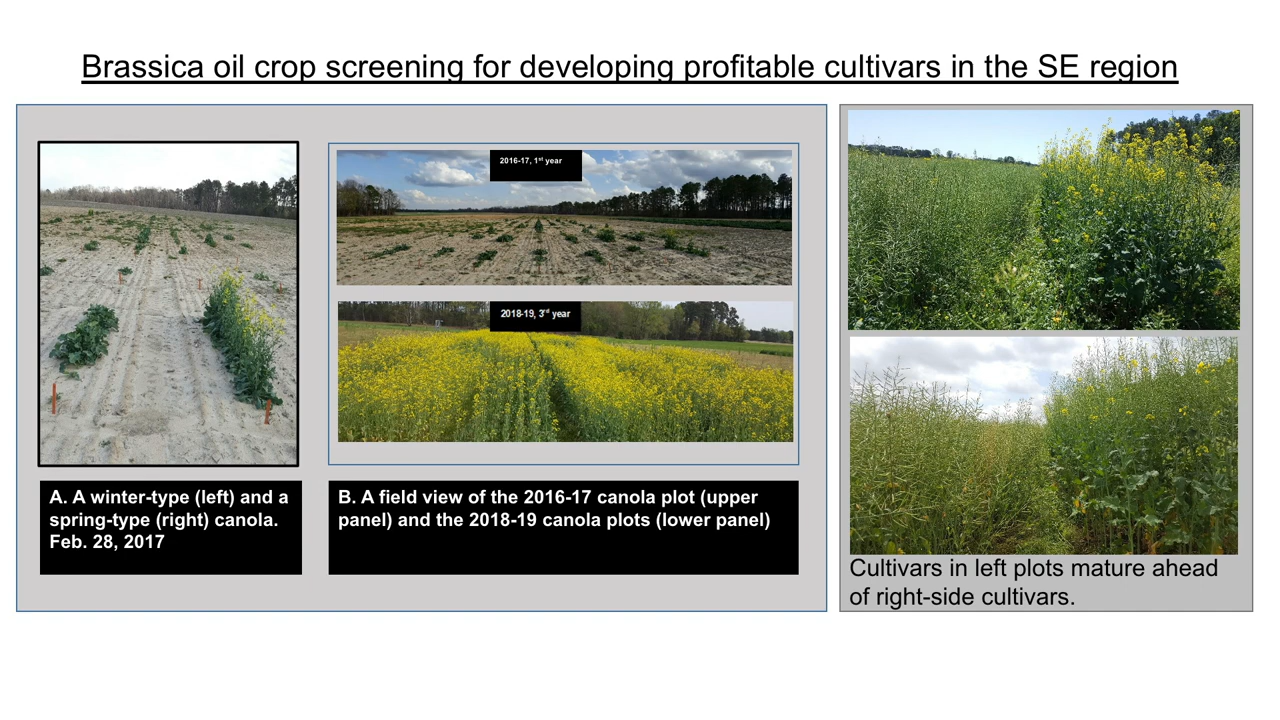 Brassica oil crop screening for developing profitable cultivars in the SE region
2016-17, 1st year
2018-19, 3rd year
A. A winter-type (left) and a
spring-type (right) canola.
Feb. 28, 2017
B. A field view of the 2016-17 canola plot (upper
panel) and the 2018-19 canola plots (lower panel)
Cultivars in left plots mature ahead
of right-side cultivars.